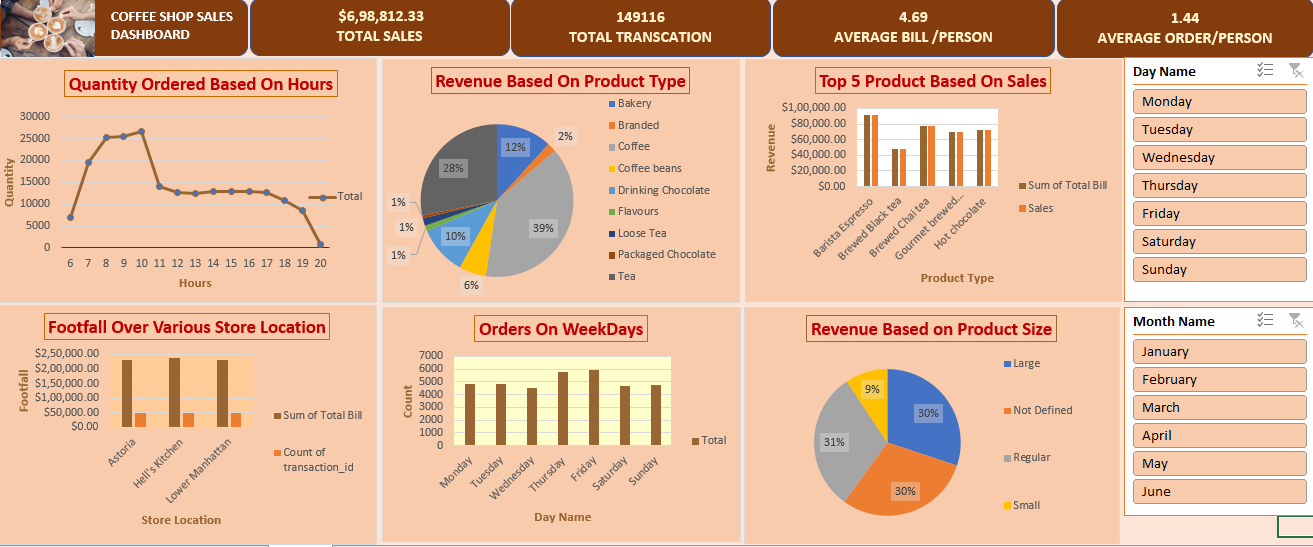 COFFEE SHOP SALES
DASHBOARD
$6,98,812.33
TOTAL SALES
149116
TOTAL TRANSCATION
4.69
AVERAGE BILL /PERSON
1.44
AVERAGE ORDER/PERSON
Quantity Ordered Based On Hours
30000
25000
20000
15000
10000
5000
0
Quantity
6 7 8 9 10 11 12 13 14 15 16 17 18 19 20
Hours
Total
Revenue Based On Product Type
12%
2%
39%
6%
10%
1%
1%
1%
28%
Bakery
Branded
Coffee
Coffee beans
Drinking Chocolate
Flavours
Loose Tea
Packaged Chocolate
Tea
Top 5 Product Based On Sales
$1,00,000.00
$80,000.00
$60,000.00
$40,000.00
$20,000.00
$0.00
Revenue
Barista Espresso
Brewed Black tea
Brewed Chai tea
Gourmet brewed...
Hot chocolate
Product Type
Sum of Total Bill
Sales
Day Name
Monday
Tuesday
Wednesday
Thursday
Friday
Saturday
Sunday
Footfall Over Various Store Location
$2,50,000.00
$2,00,000.00
$1,50,000.00
$1,00,000.00
$50,000.00
$0.00
Footfall
Astoria
Hell's Kitchen
Lower Manhattan
Store Location
Sum of Total Bill
Count of
transaction_id
Orders On WeekDays
7000
6000
5000
4000
3000
2000
1000
0
Count
Monday
Tuesday
Wednesday
Thursday
Friday
Saturday
Sunday
Day Name
Total
Revenue Based on Product Size
30%
30%
31%
9%
Large
Not Defined
Regular
Small
Month Name
January
February
March
April
May
June